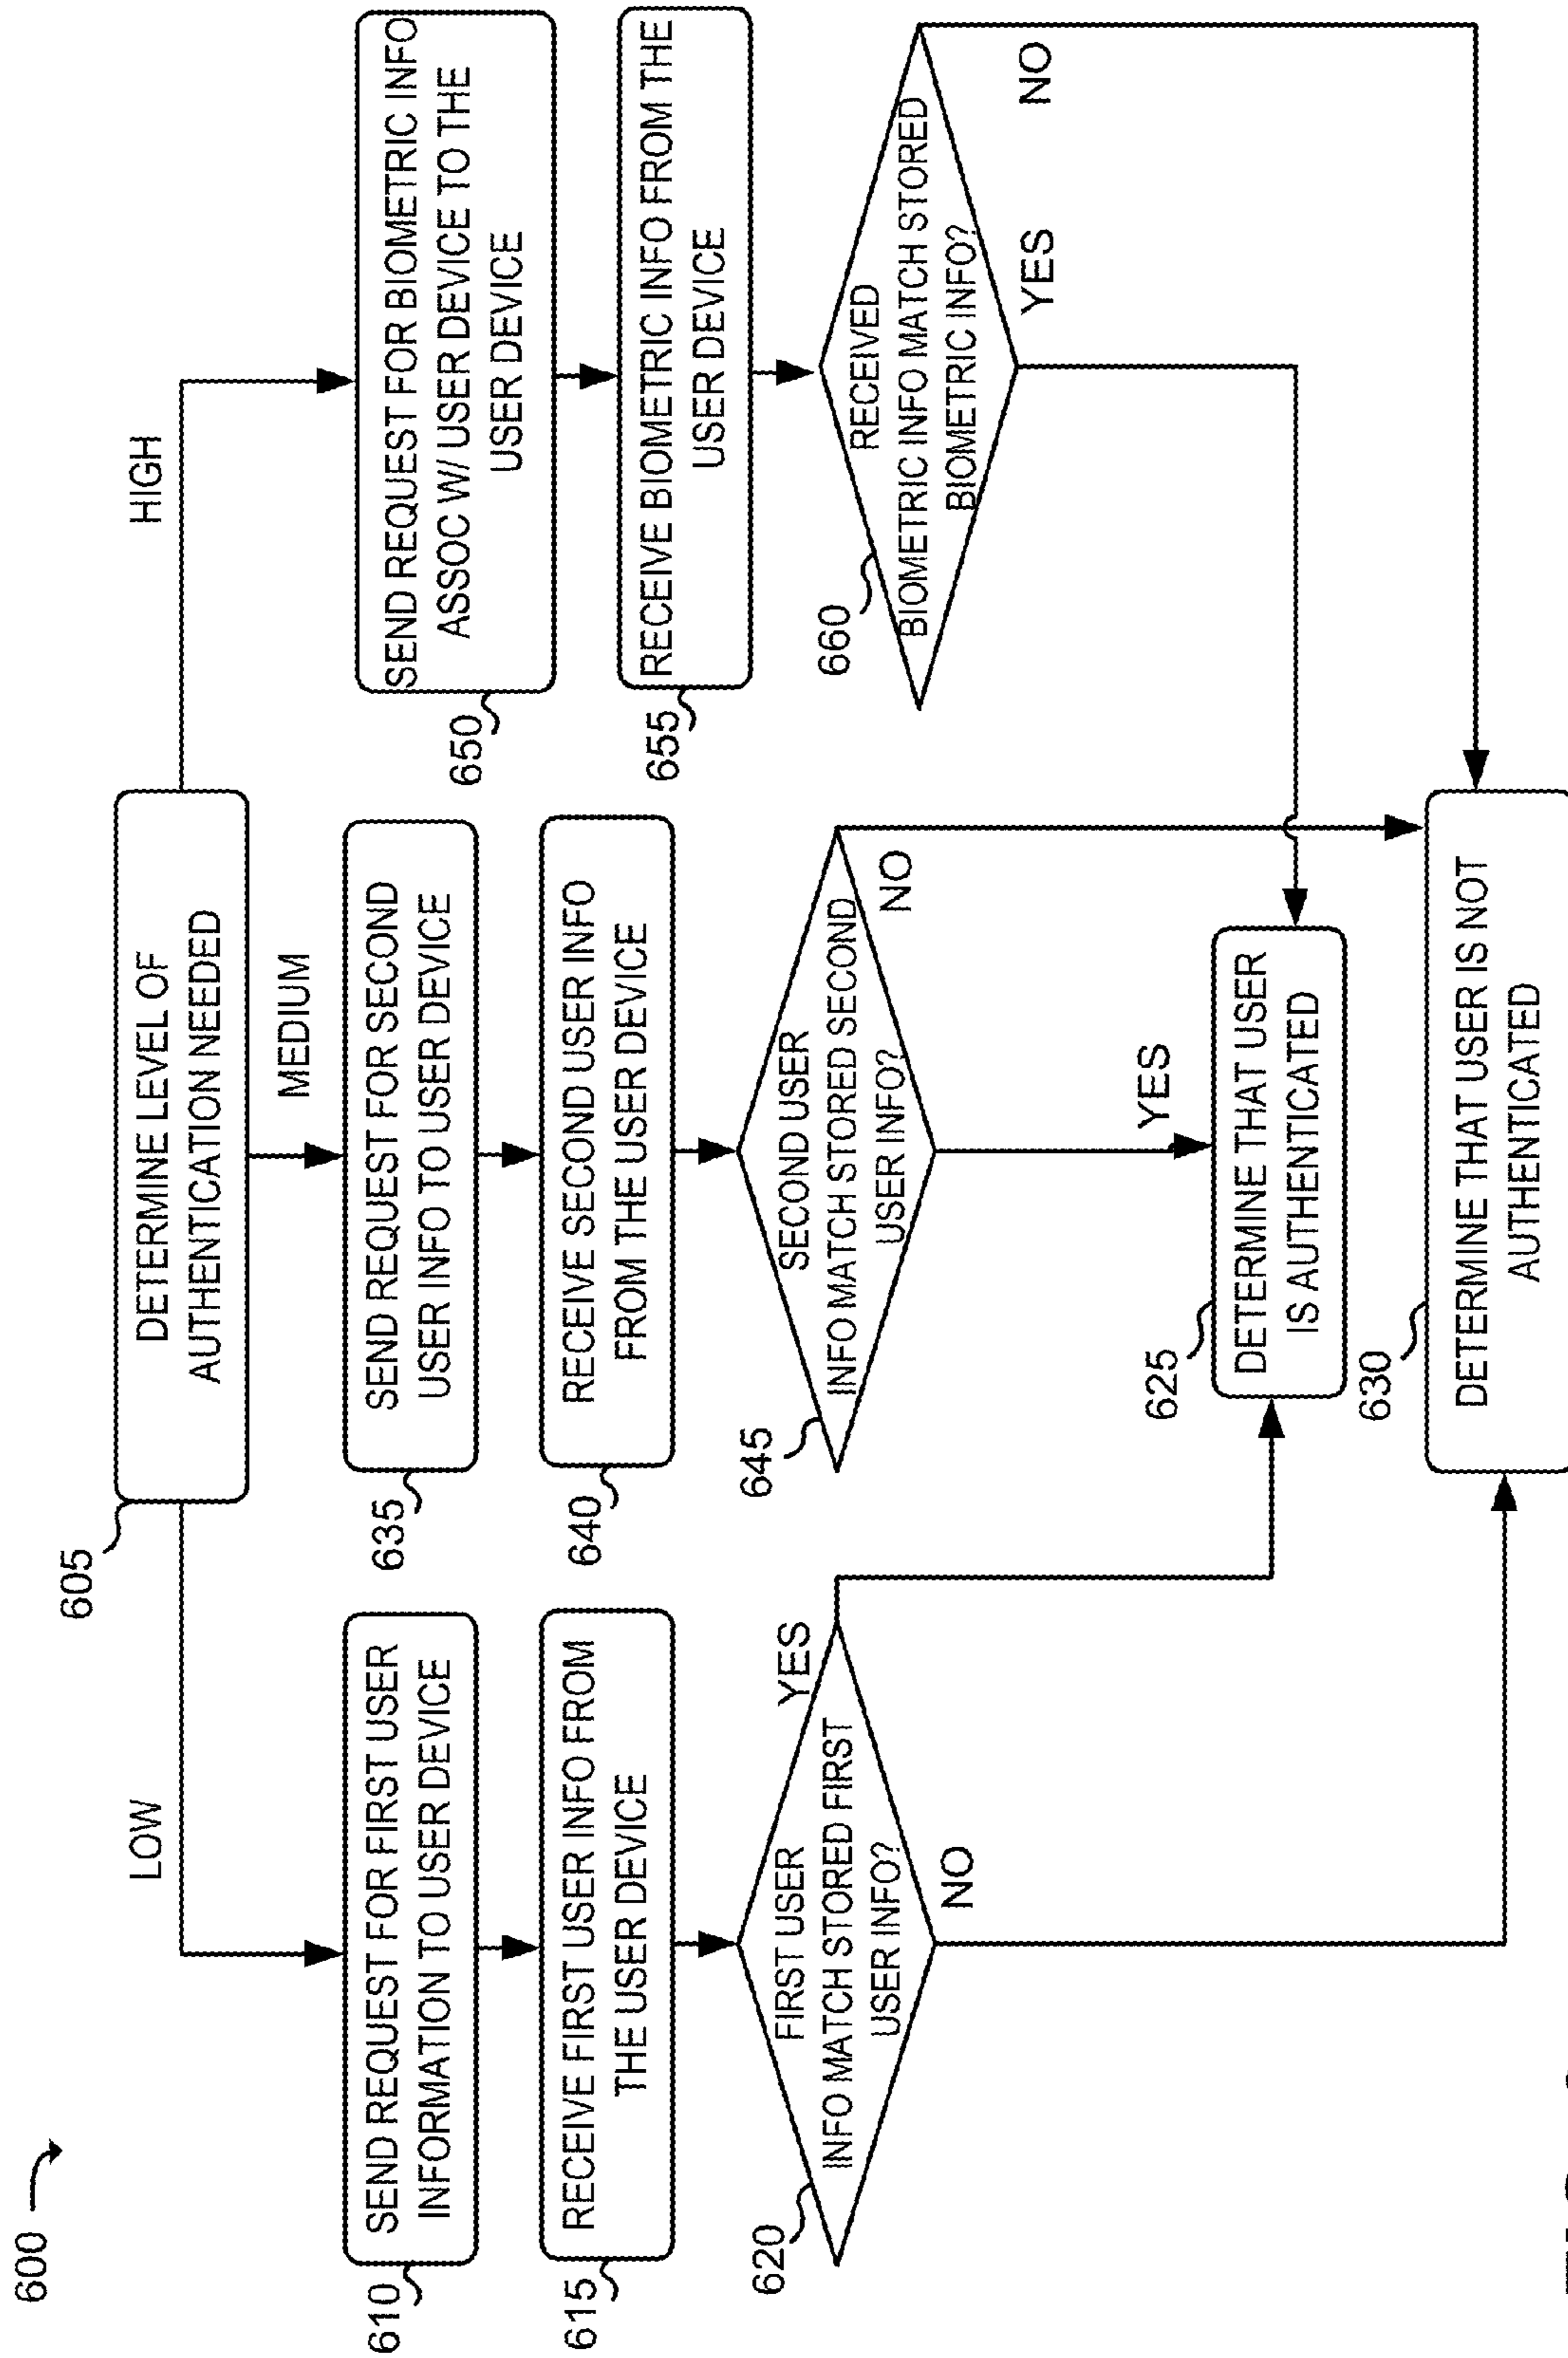 600
605
DETERMINE LEVEL OF
AUTHENTICATION NEEDED
LOW
MEDIUM
HIGH
610
SEND REQUEST FOR FIRST USER
INFORMATION TO USER DEVICE
615
RECEIVE FIRST USER INFO FROM
THE USER DEVICE
620
FIRST USER
INFO MATCH STORED FIRST
USER INFO?
YES
NO
635
SEND REQUEST FOR SECOND
USER INFO TO USER DEVICE
640
RECEIVE SECOND USER INFO
FROM THE USER DEVICE
645
SECOND USER
INFO MATCH STORED SECOND
USER INFO?
NO
YES
650
SEND REQUEST FOR BIOMETRIC INFO
ASSOC W/ USER DEVICE TO THE
USER DEVICE
655
RECEIVE BIOMETRIC INFO FROM THE
USER DEVICE
660
RECEIVED
BIOMETRIC INFO MATCH STORED
BIOMETRIC INFO?
NO
YES
625
DETERMINE THAT USER
IS AUTHENTICATED
630
DETERMINE THAT USER IS NOT
AUTHENTICATED